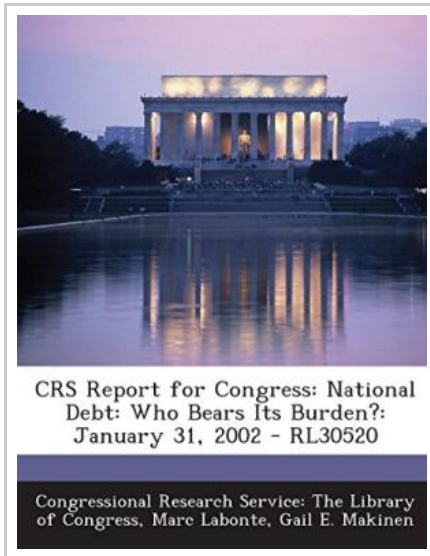 CRS Report for Congress: National
Debt: Who Bears Its Burden?:
January 31, 2002 - RL30520
Congressional Research Service: The Library
of Congress, Marc Labonte, Gail E. Makinen